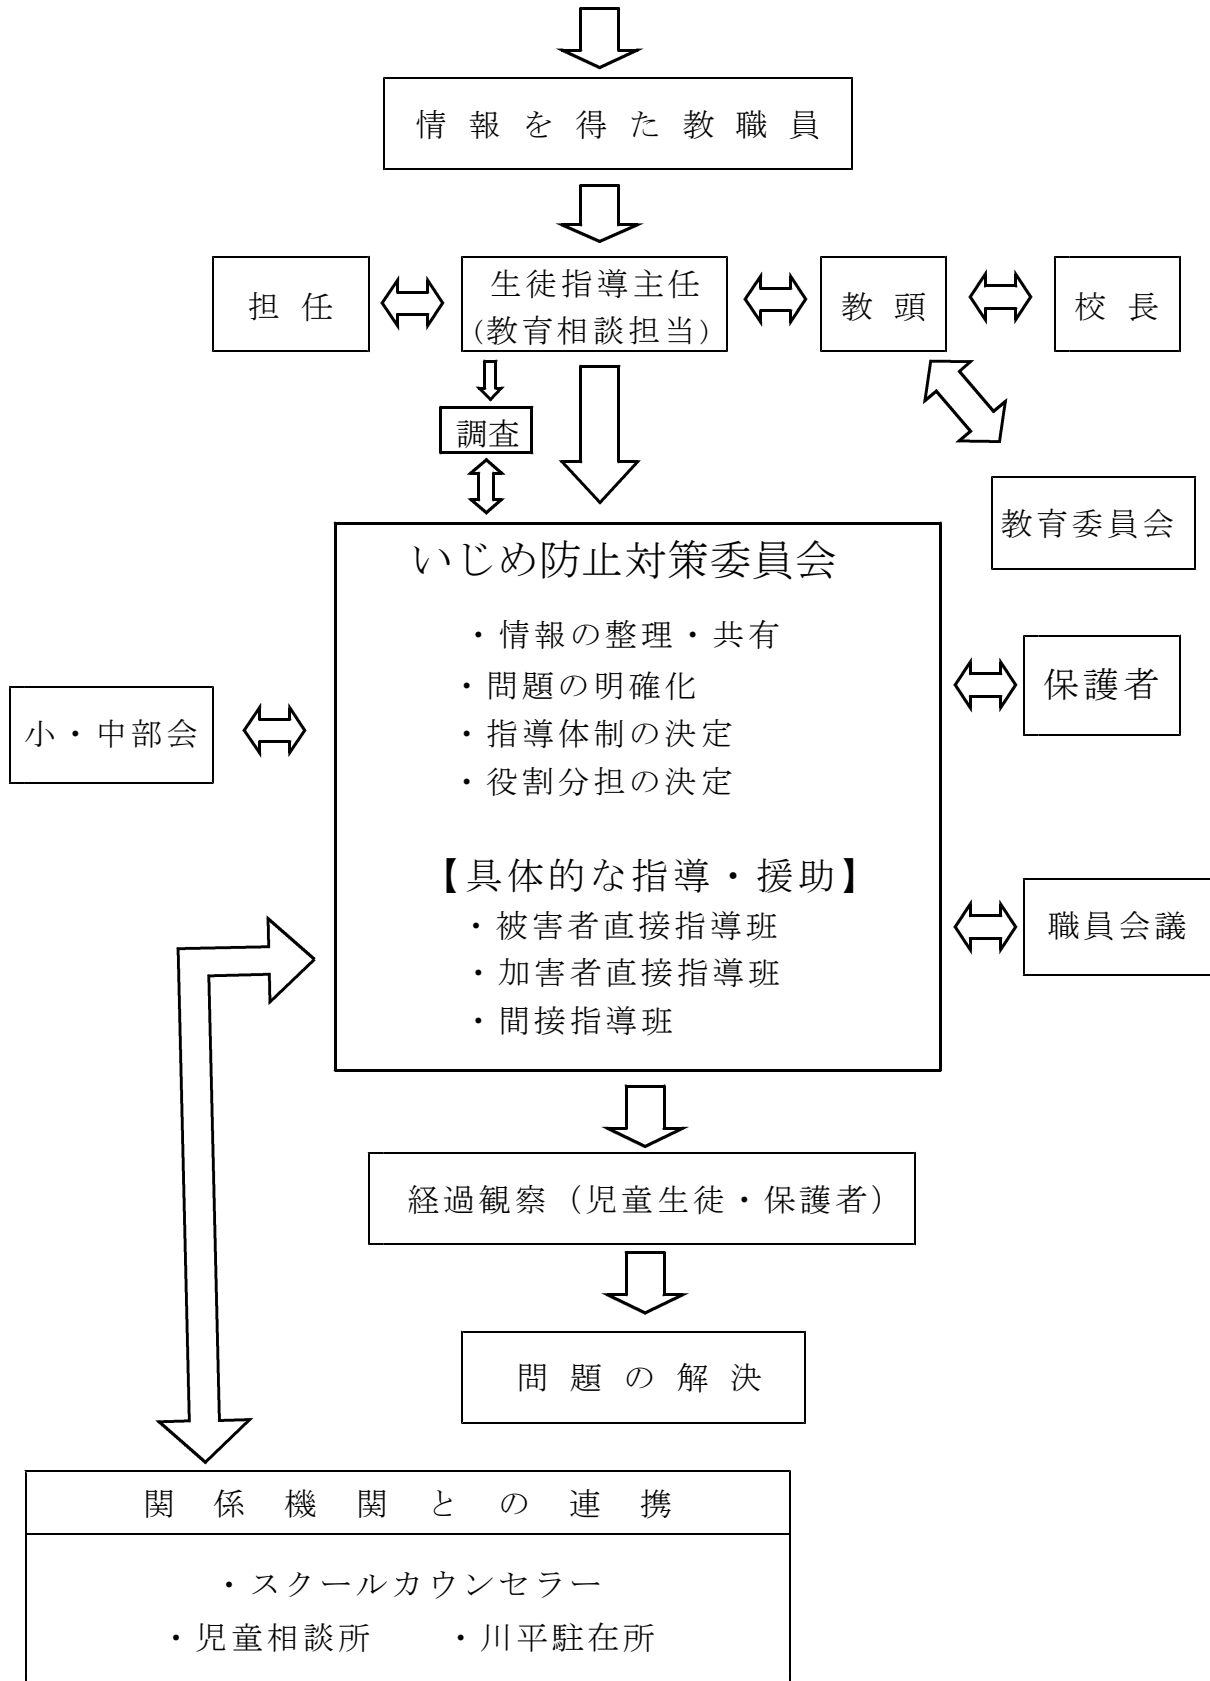 情報を得た教職員
担任
生徒指導主任
(教育相談担当)
教頭
校長
調査
教育委員会
いじめ防止対策委員会
・情報の整理・共有
・問題の明確化
・指導体制の決定
・役割分担の決定
【具体的な指導・援助】
・被害者直接指導班
・加害者直接指導班
・間接指導班
小・中部会
保護者
職員会議
経過観察（児童生徒・保護者）
問題の解決
関係機関との連携
・スクールカウンセラー
・児童相談所　・川平駐在所